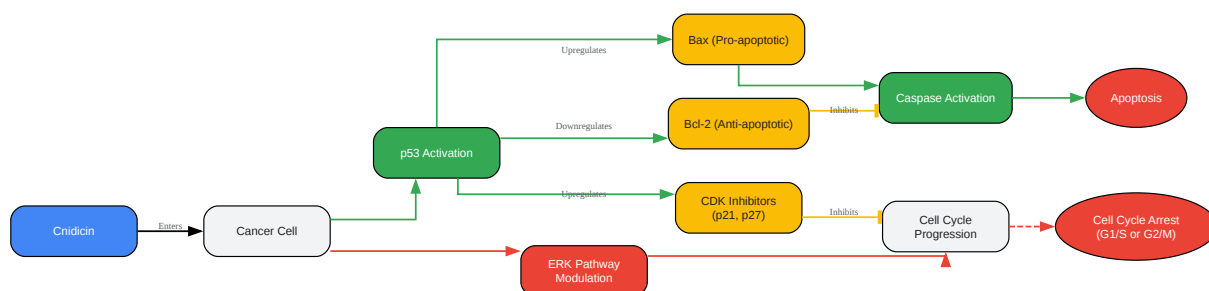 Cnidicin
Enters
Cancer Cell
p53 Activation
Upregulates
Bax (Pro-apoptotic)
Downregulates
Bcl-2 (Anti-apoptotic)
Upregulates
CDK Inhibitors
(p21, p27)
ERK Pathway
Modulation
Inhibits
Caspase Activation
Apoptosis
Inhibits
Cell Cycle
Progression
Cell Cycle Arrest
(G1/S or G2/M)